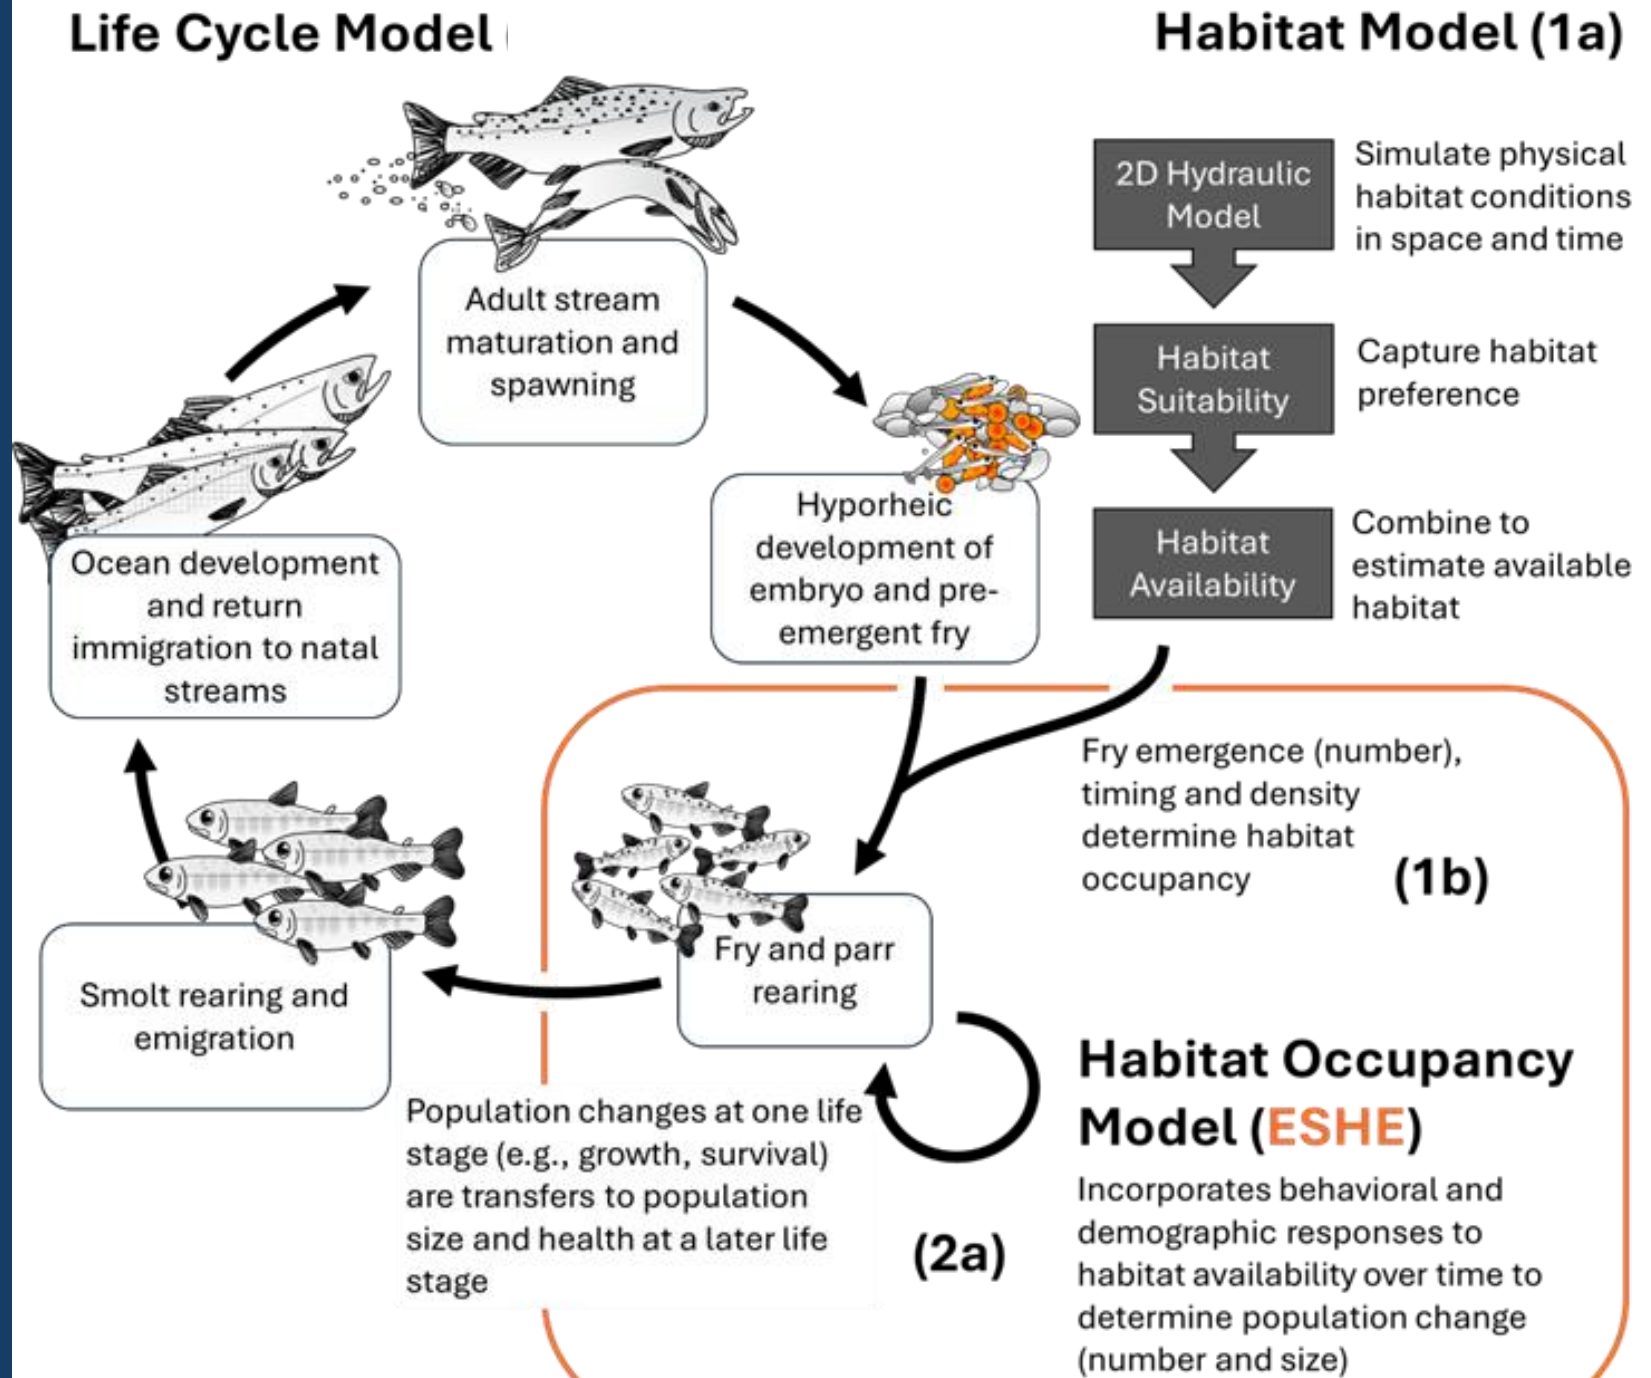 Life Cycle Model
Habitat Model (1a)
2D Hydraulic
Model
Simulate physical
habitat conditions
in space and time
Habitat
Suitability
Capture habitat
preference
Habitat
Availability
Combine to
estimate available
habitat
Adult stream
maturation and
spawning
Hyporheic
development of
embryo and pre-
emergent fry
Ocean development
and return
immigration to natal
streams
Fry emergence (number),
timing and density
determine habitat
occupancy
(1b)
Fry and parr
rearing
Smolt rearing and
emigration
Population changes at one life
stage (e.g., growth, survival)
are transfers to population
size and health at a later life
stage
(2a)
Habitat Occupancy
Model (ESHE)
Incorporates behavioral and
demographic responses to
habitat availability over time to
determine population change
(number and size)